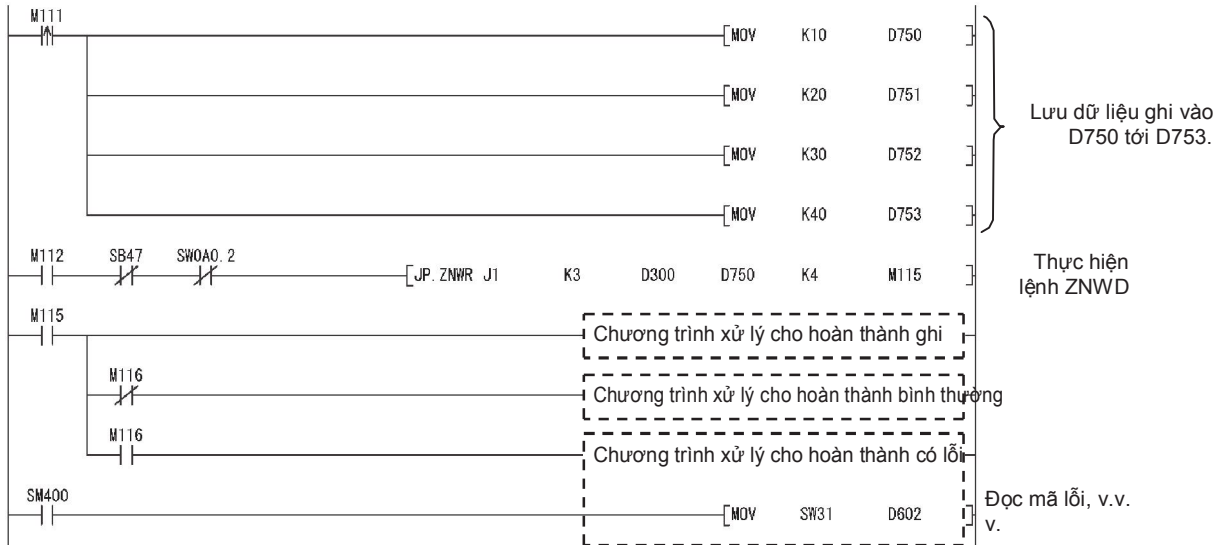 M111
[MOV K10 D750 ]
[MOV K20 D751 ]
Lưu dữ liệu ghi vào
D750 tới D753.
[MOV K30 D752 ]
[MOV K40 D753 ]
M112 SB47 SW0A0.2
[JP.ZNWR J1 K3 D300 D750 K4 M115 ]
Thực hiện
lệnh ZNWD
M115
Chương trình xử lý cho hoàn thành ghi
M116
Chương trình xử lý cho hoàn thành bình thường
M116
Chương trình xử lý cho hoàn thành có lỗi
SM400
[MOV SW31 D602 ]
Đọc mã lỗi, v.v.
v.